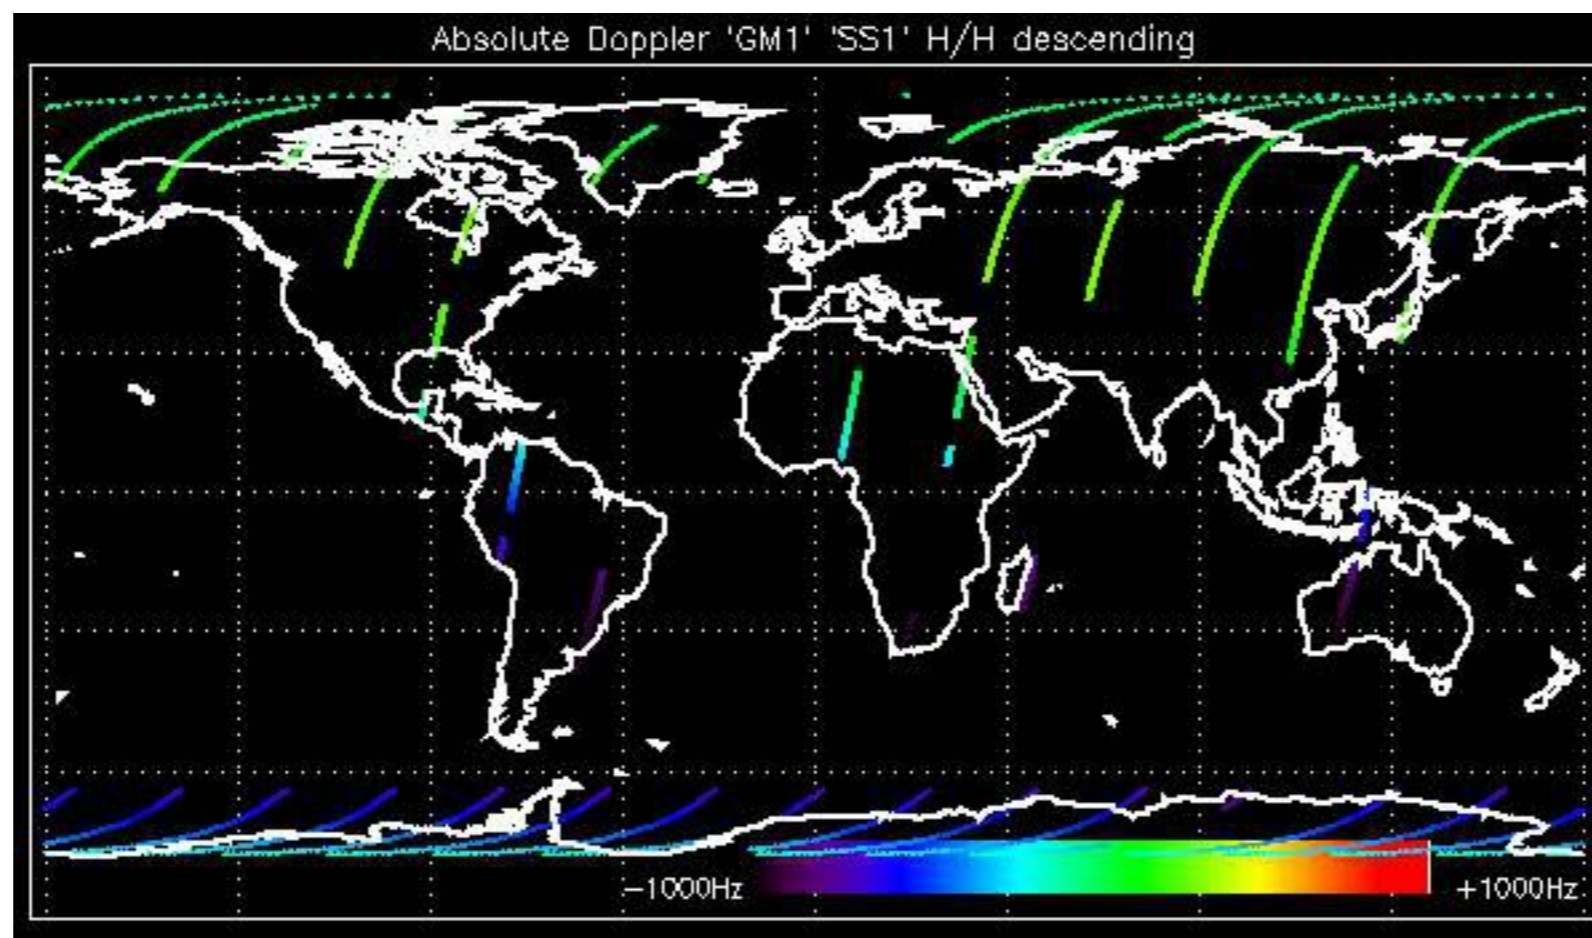 Absolute Doppler 'GM1' 'SS1' H/H descending
-1000Hz +1000Hz